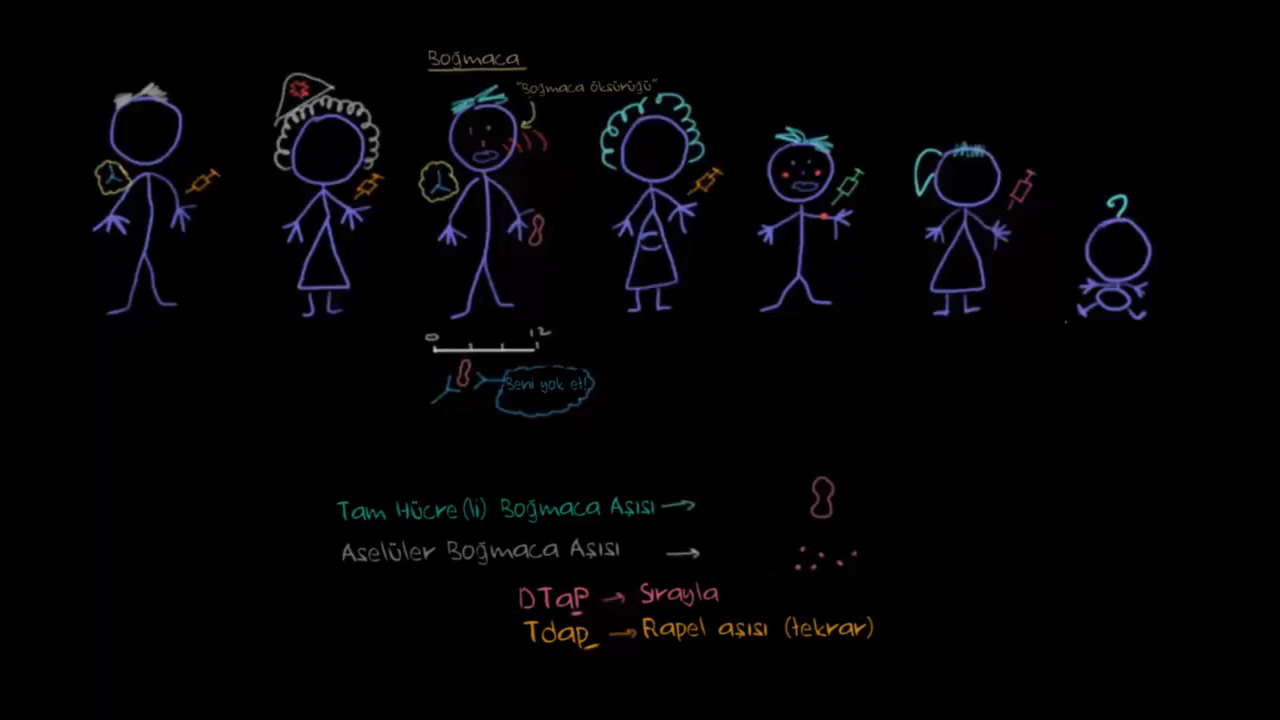 Boğmaca
"Boğmaca Öksürüğü"
0 12
Beni yok et!
Tam Hücre(li) Boğmaca Aşısı →
Aselüler Boğmaca Aşısı →
DTaP → Sırayla
Tdap → Rapel aşısı (tekrar)